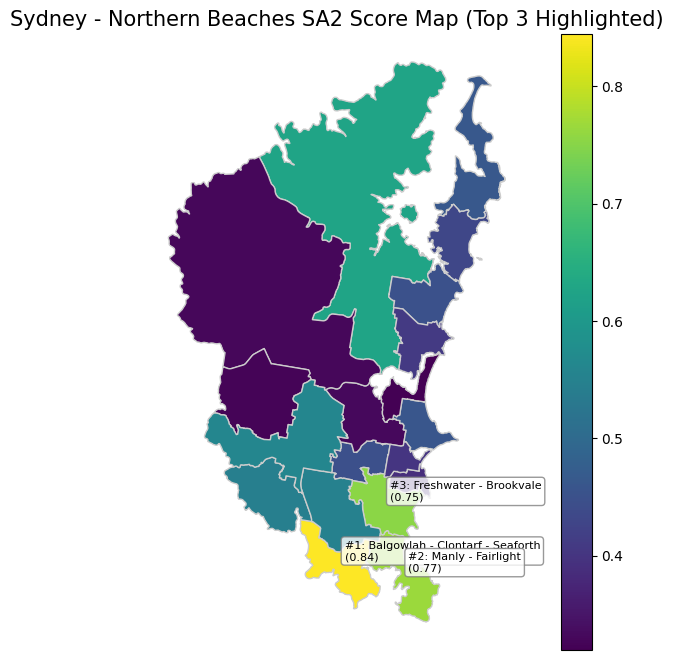 Sydney - Northern Beaches SA2 Score Map (Top 3 Highlighted)
0.8
0.7
0.6
0.5
0.4
#3: Freshwater - Brookvale
(0.75)
#1: Balgowlah - Clontarf - Seaforth
(0.84)
#2: Manly - Fairlight
(0.77)